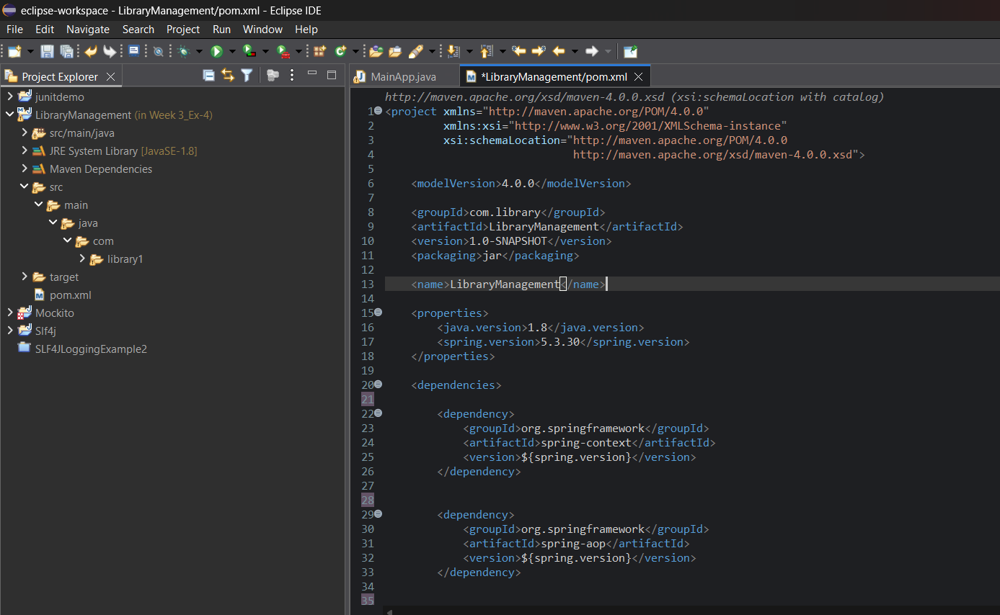 eclipse-workspace - LibraryManagement/pom.xml - Eclipse IDE
File Edit Navigate Search Project Run Window Help
Project Explorer
junitdemo
LibraryManagement (in Week 3_Ex-4)
src/main/java
JRE System Library [JavaSE-1.8]
Maven Dependencies
src
main
java
com
library1
target
pom.xml
Mockito
Slf4j
SLF4JLoggingExample2
MainApp.java
*LibraryManagement/pom.xml
http://maven.apache.org/xsd/maven-4.0.0.xsd (xsi:schemaLocation with catalog)
1 <project xmlns="http://maven.apache.org/POM/4.0.0"
2 xmlns:xsi="http://www.w3.org/2001/XMLSchema-instance"
3 xsi:schemaLocation="http://maven.apache.org/POM/4.0.0
4 http://maven.apache.org/xsd/maven-4.0.0.xsd">
5
6 <modelVersion>4.0.0</modelVersion>
7
8 <groupId>com.library</groupId>
9 <artifactId>LibraryManagement</artifactId>
10 <version>1.0-SNAPSHOT</version>
11 <packaging>jar</packaging>
12
13 <name>LibraryManagement</name>
14
15 <properties>
16 <java.version>1.8</java.version>
17 <spring.version>5.3.30</spring.version>
18 </properties>
19
20 <dependencies>
21
22 <dependency>
23 <groupId>org.springframework</groupId>
24 <artifactId>spring-context</artifactId>
25 <version>${spring.version}</version>
26 </dependency>
27
28
29 <dependency>
30 <groupId>org.springframework</groupId>
31 <artifactId>spring-aop</artifactId>
32 <version>${spring.version}</version>
33 </dependency>
34
35